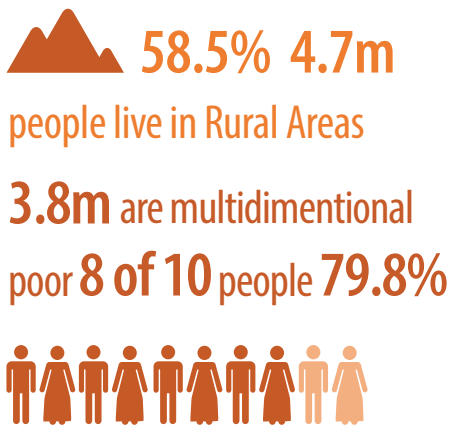 58.5% 4.7m
people live in Rural Areas
3.8m are multidimentional
poor 8 of 10 people 79.8%